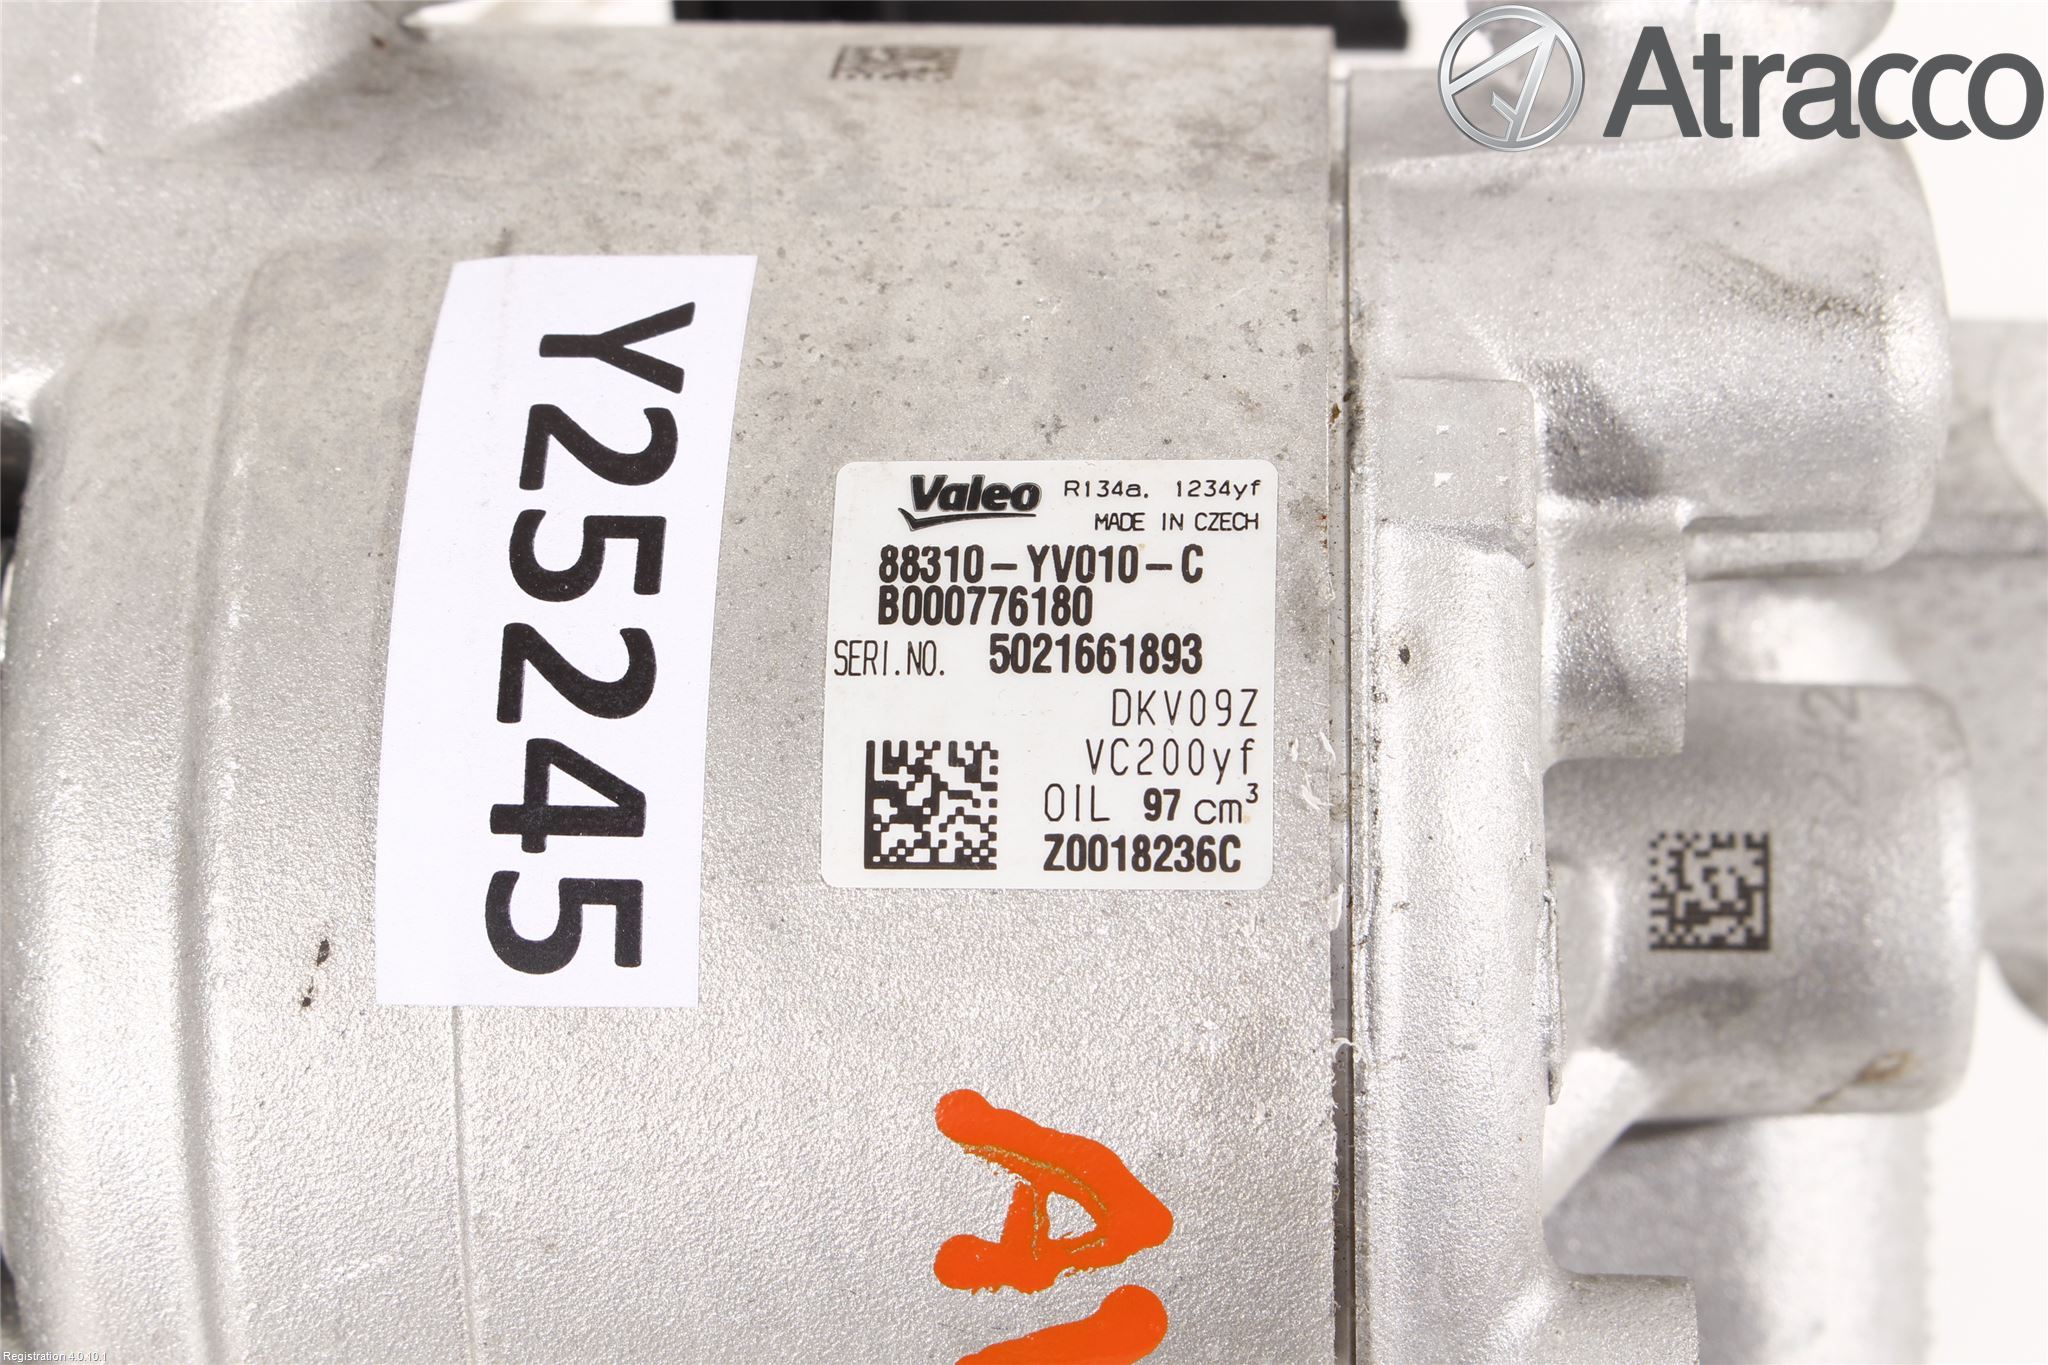 Atracco
Y25245
Valeo R134a. 1234yf
MADE IN CZECH
88310-YV010-C
B000776180
SERI.NO. 5021661893
DKV09Z
VC200yf
OIL 97 cm³
Z0018236C
A
Registration 4.0.10.1